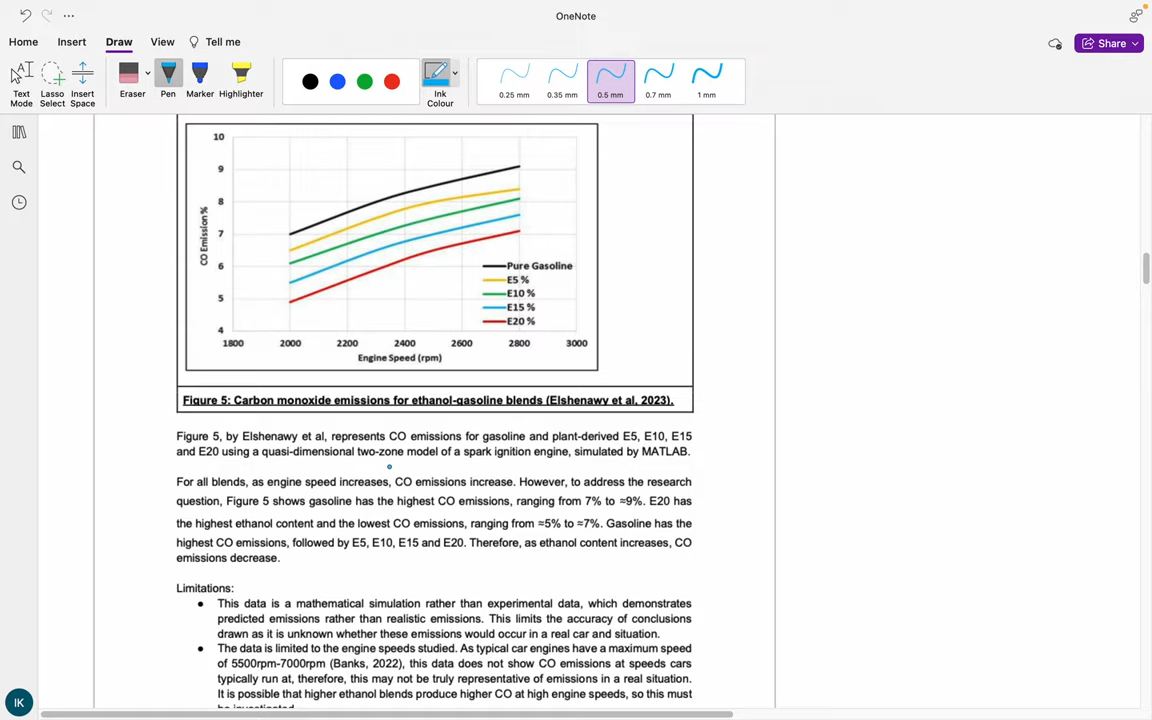 OneNote
Home Insert Draw View Tell me
Share
Text Mode
Lasso Select
Insert Space
Eraser
Pen
Marker
Highlighter
Ink Colour
0.25 mm
0.35 mm
0.5 mm
0.7 mm
1 mm
CO Emission %
10
9
8
7
6
5
4
Pure Gasoline
E5 %
E10 %
E15 %
E20 %
1800 2000 2200 2400 2600 2800 3000
Engine Speed (rpm)
Figure 5: Carbon monoxide emissions for ethanol-gasoline blends (Elshenawy et al, 2023).
Figure 5, by Elshenawy et al, represents CO emissions for gasoline and plant-derived E5, E10, E15
and E20 using a quasi-dimensional two-zone model of a spark ignition engine, simulated by MATLAB.
For all blends, as engine speed increases, CO emissions increase. However, to address the research
question, Figure 5 shows gasoline has the highest CO emissions, ranging from 7% to ≈9%. E20 has
the highest ethanol content and the lowest CO emissions, ranging from ≈5% to ≈7%. Gasoline has the
highest CO emissions, followed by E5, E10, E15 and E20. Therefore, as ethanol content increases, CO
emissions decrease.
Limitations:
● This data is a mathematical simulation rather than experimental data, which demonstrates
predicted emissions rather than realistic emissions. This limits the accuracy of conclusions
drawn as it is unknown whether these emissions would occur in a real car and situation.
● The data is limited to the engine speeds studied. As typical car engines have a maximum speed
of 5500rpm-7000rpm (Banks, 2022), this data does not show CO emissions at speeds cars
typically run at, therefore, this may not be truly representative of emissions in a real situation.
It is possible that higher ethanol blends produce higher CO at high engine speeds, so this must
be investigated.
IK